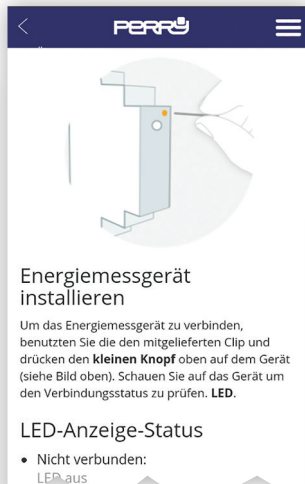 PERRY
Energiemessgerät
installieren
Um das Energiemessgerät zu verbinden,
benutzten Sie die den mitgelieferten Clip und
drücken den kleinen Knopf oben auf dem Gerät
(siehe Bild oben). Schauen Sie auf das Gerät um
den Verbindungsstatus zu prüfen. LED.
LED-Anzeige-Status
• Nicht verbunden:
LED aus